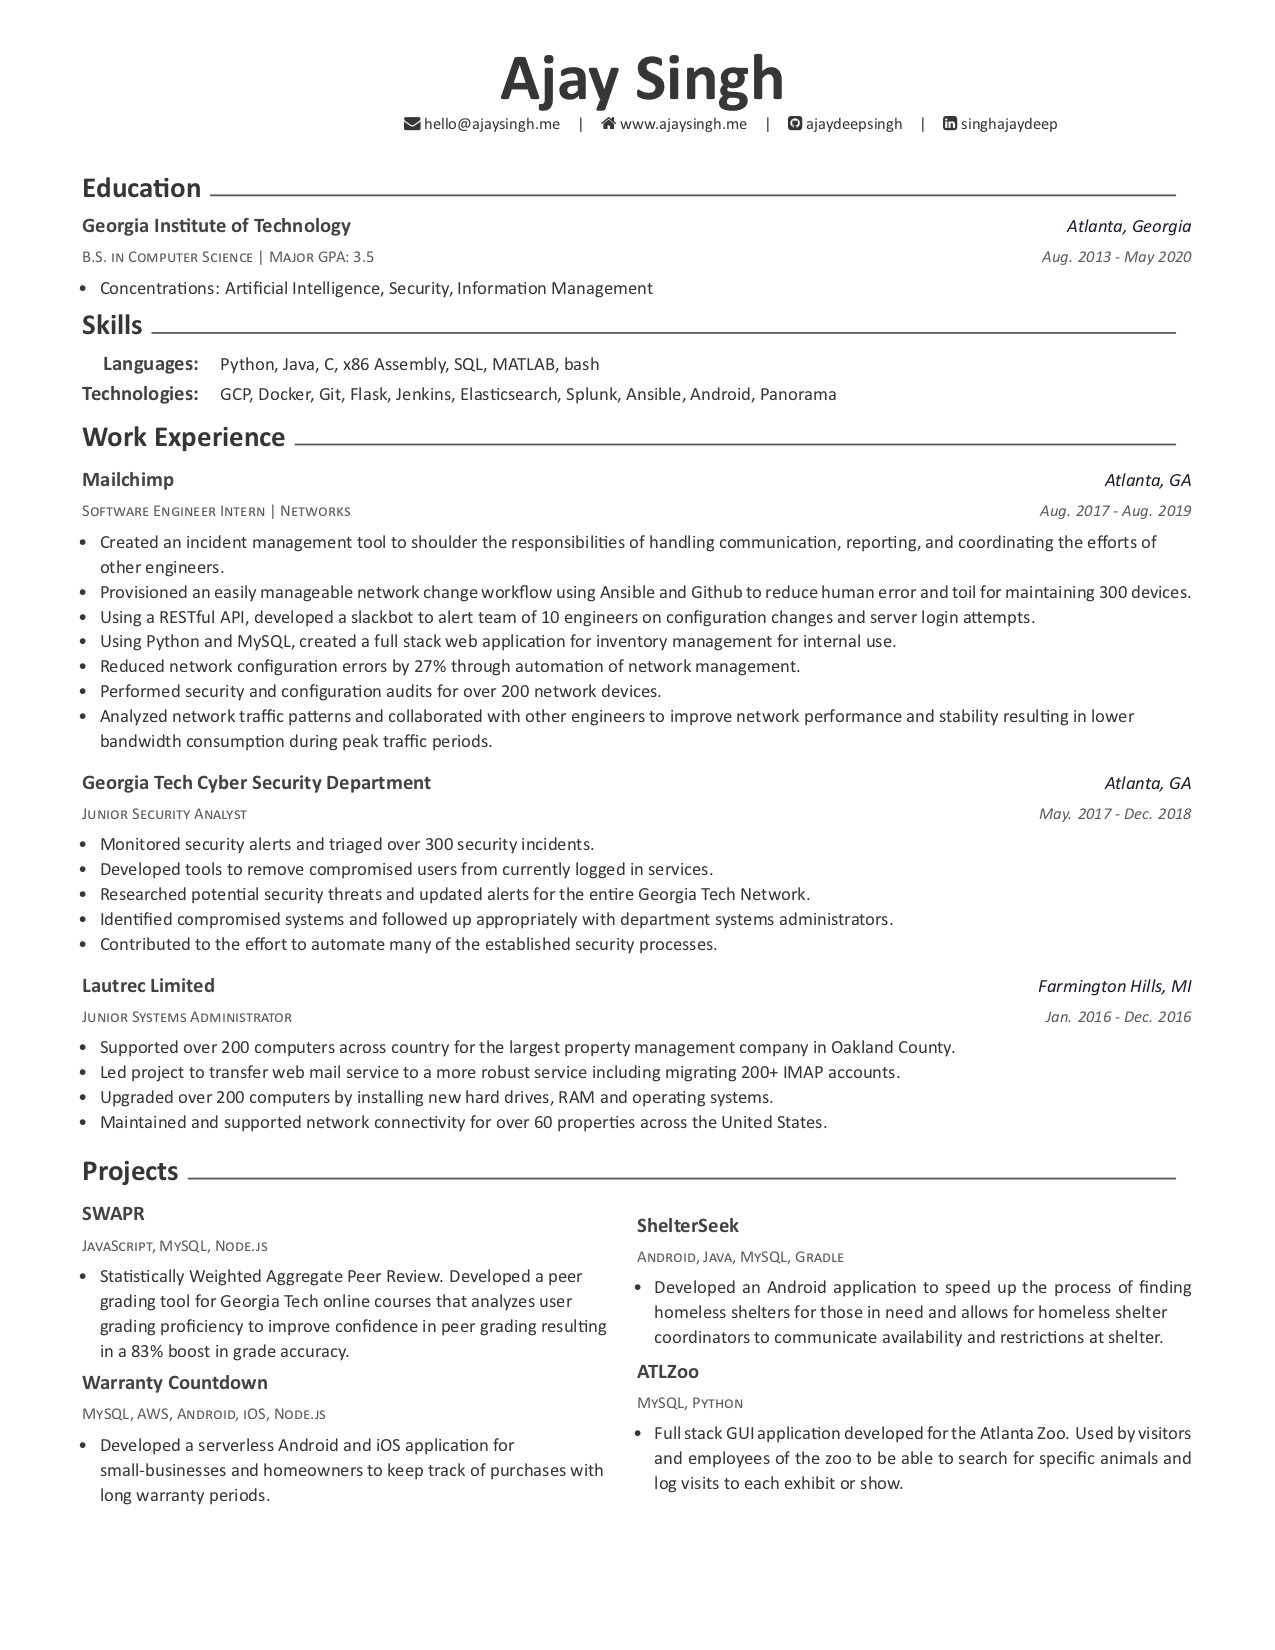 Ajay Singh
hello@ajaysingh.me | www.ajaysingh.me | ajaydeepsingh | singhajaydeep
Education
Georgia Institute of Technology Atlanta, Georgia
B.S. in Computer Science | Major GPA: 3.5 Aug. 2013 - May 2020
• Concentrations: Artificial Intelligence, Security, Information Management
Skills
Languages: Python, Java, C, x86 Assembly, SQL, MATLAB, bash
Technologies: GCP, Docker, Git, Flask, Jenkins, Elasticsearch, Splunk, Ansible, Android, Panorama
Work Experience
Mailchimp Atlanta, GA
Software Engineer Intern | Networks Aug. 2017 - Aug. 2019
• Created an incident management tool to shoulder the responsibilities of handling communication, reporting, and coordinating the efforts of
other engineers.
• Provisioned an easily manageable network change workflow using Ansible and Github to reduce human error and toil for maintaining 300 devices.
• Using a RESTful API, developed a slackbot to alert team of 10 engineers on configuration changes and server login attempts.
• Using Python and MySQL, created a full stack web application for inventory management for internal use.
• Reduced network configuration errors by 27% through automation of network management.
• Performed security and configuration audits for over 200 network devices.
• Analyzed network traffic patterns and collaborated with other engineers to improve network performance and stability resulting in lower
bandwidth consumption during peak traffic periods.
Georgia Tech Cyber Security Department Atlanta, GA
Junior Security Analyst May. 2017 - Dec. 2018
• Monitored security alerts and triaged over 300 security incidents.
• Developed tools to remove compromised users from currently logged in services.
• Researched potential security threats and updated alerts for the entire Georgia Tech Network.
• Identified compromised systems and followed up appropriately with department systems administrators.
• Contributed to the effort to automate many of the established security processes.
Lautrec Limited Farmington Hills, MI
Junior Systems Administrator Jan. 2016 - Dec. 2016
• Supported over 200 computers across country for the largest property management company in Oakland County.
• Led project to transfer web mail service to a more robust service including migrating 200+ IMAP accounts.
• Upgraded over 200 computers by installing new hard drives, RAM and operating systems.
• Maintained and supported network connectivity for over 60 properties across the United States.
Projects
SWAPR
JavaScript, MySQL, Node.js
• Statistically Weighted Aggregate Peer Review. Developed a peer
grading tool for Georgia Tech online courses that analyzes user
grading proficiency to improve confidence in peer grading resulting
in a 83% boost in grade accuracy.
Warranty Countdown
MySQL, AWS, Android, iOS, Node.js
• Developed a serverless Android and iOS application for
small-businesses and homeowners to keep track of purchases with
long warranty periods.
ShelterSeek
Android, Java, MySQL, Gradle
• Developed an Android application to speed up the process of finding
homeless shelters for those in need and allows for homeless shelter
coordinators to communicate availability and restrictions at shelter.
ATLZoo
MySQL, Python
• Full stack GUI application developed for the Atlanta Zoo. Used by visitors
and employees of the zoo to be able to search for specific animals and
log visits to each exhibit or show.